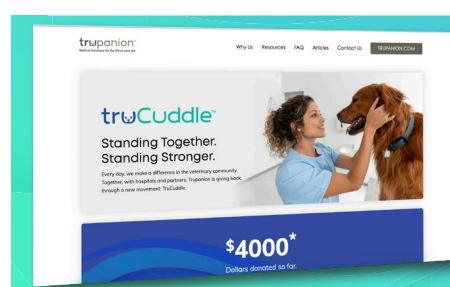 trupanion™
Medical insurance for the life of your pet.
Why Us Resources FAQ Articles Contact Us TRUPANION.COM
truCuddle™
Standing Together.
Standing Stronger.
Every day, we make a difference in the veterinary community.
Together, with hospitals and partners, Trupanion is giving back,
through a new movement: TruCuddle.
$4000*
Dollars donated so far.